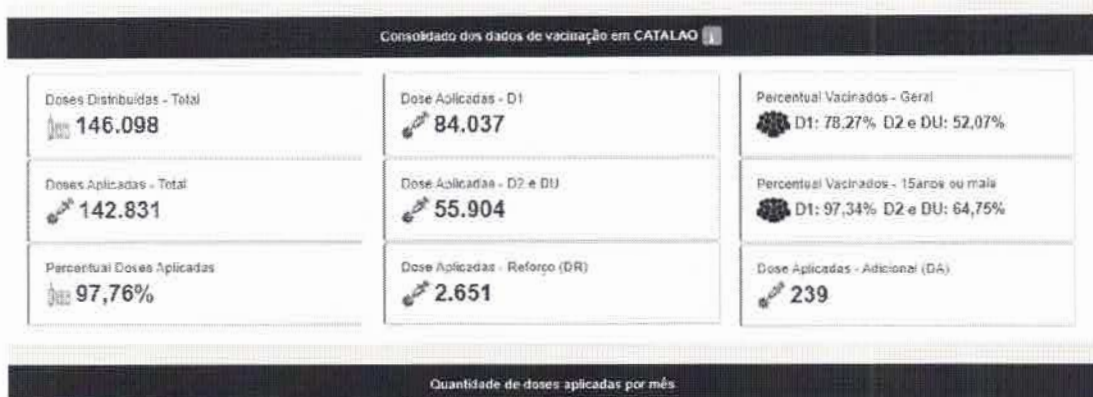 Consolidado dos dados de vacinação em CATALAO i
Doses Distribuídas - Total
146.098
Dose Aplicadas - D1
84.037
Percentual Vacinados - Geral
D1: 78,27% D2 e DU: 52,07%
Doses Aplicadas - Total
142.831
Dose Aplicadas - D2 e DU
55.904
Percentual Vacinados - 15anos ou mais
D1: 97,34% D2 e DU: 64,75%
Percentual Doses Aplicadas
97,76%
Dose Aplicadas - Reforço (DR)
2.651
Dose Aplicadas - Adicional (DA)
239
Quantidade de doses aplicadas por mês